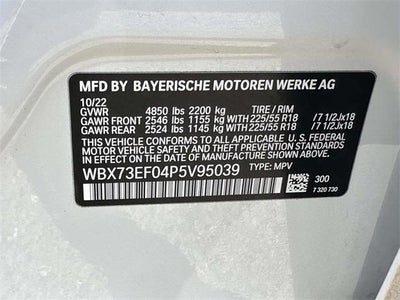 MFD BY BAYERISCHE MOTOREN WERKE AG
10/22
GVWR 4850 lbs 2200 kg TIRE / RIM
GAWR FRONT 2546 lbs 1155 kg WITH 225/55 R18 /7 1/2Jx18
GAWR REAR 2524 lbs 1145 kg WITH 225/55 R18 /7 1/2Jx18
THIS VEHICLE CONFORMS TO ALL APPLICABLE U. S. FEDERAL
MOTOR VEHICLE SAFETY STANDARDS IN EFFECT ON THE DATE
OF MANUFACTURE SHOWN ABOVE.
WBX73EF04P5V95039 TYPE: MPV 300
7 320 730